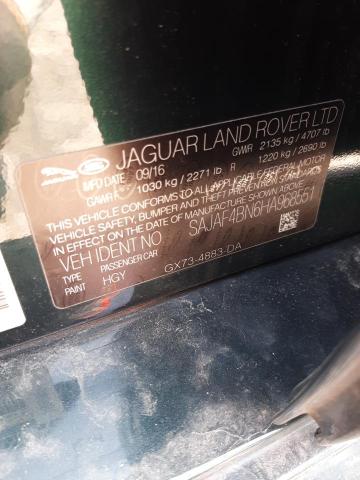 JAGUAR LAND ROVER LTD
MFD DATE 09/16 GVWR 2135 kg / 4707 lb
GAWR F 1030 kg / 2271 lb R 1220 kg / 2690 lb
THIS VEHICLE CONFORMS TO ALL APPLICABLE FEDERAL MOTOR
VEHICLE SAFETY, BUMPER AND THEFT PREVENTION STANDARDS
IN EFFECT ON THE DATE OF MANUFACTURE SHOWN ABOVE.
VEH IDENT NO SAJAF4BN6HA968551
TYPE PASSENGER CAR
PAINT HGY GX73-4883-DA